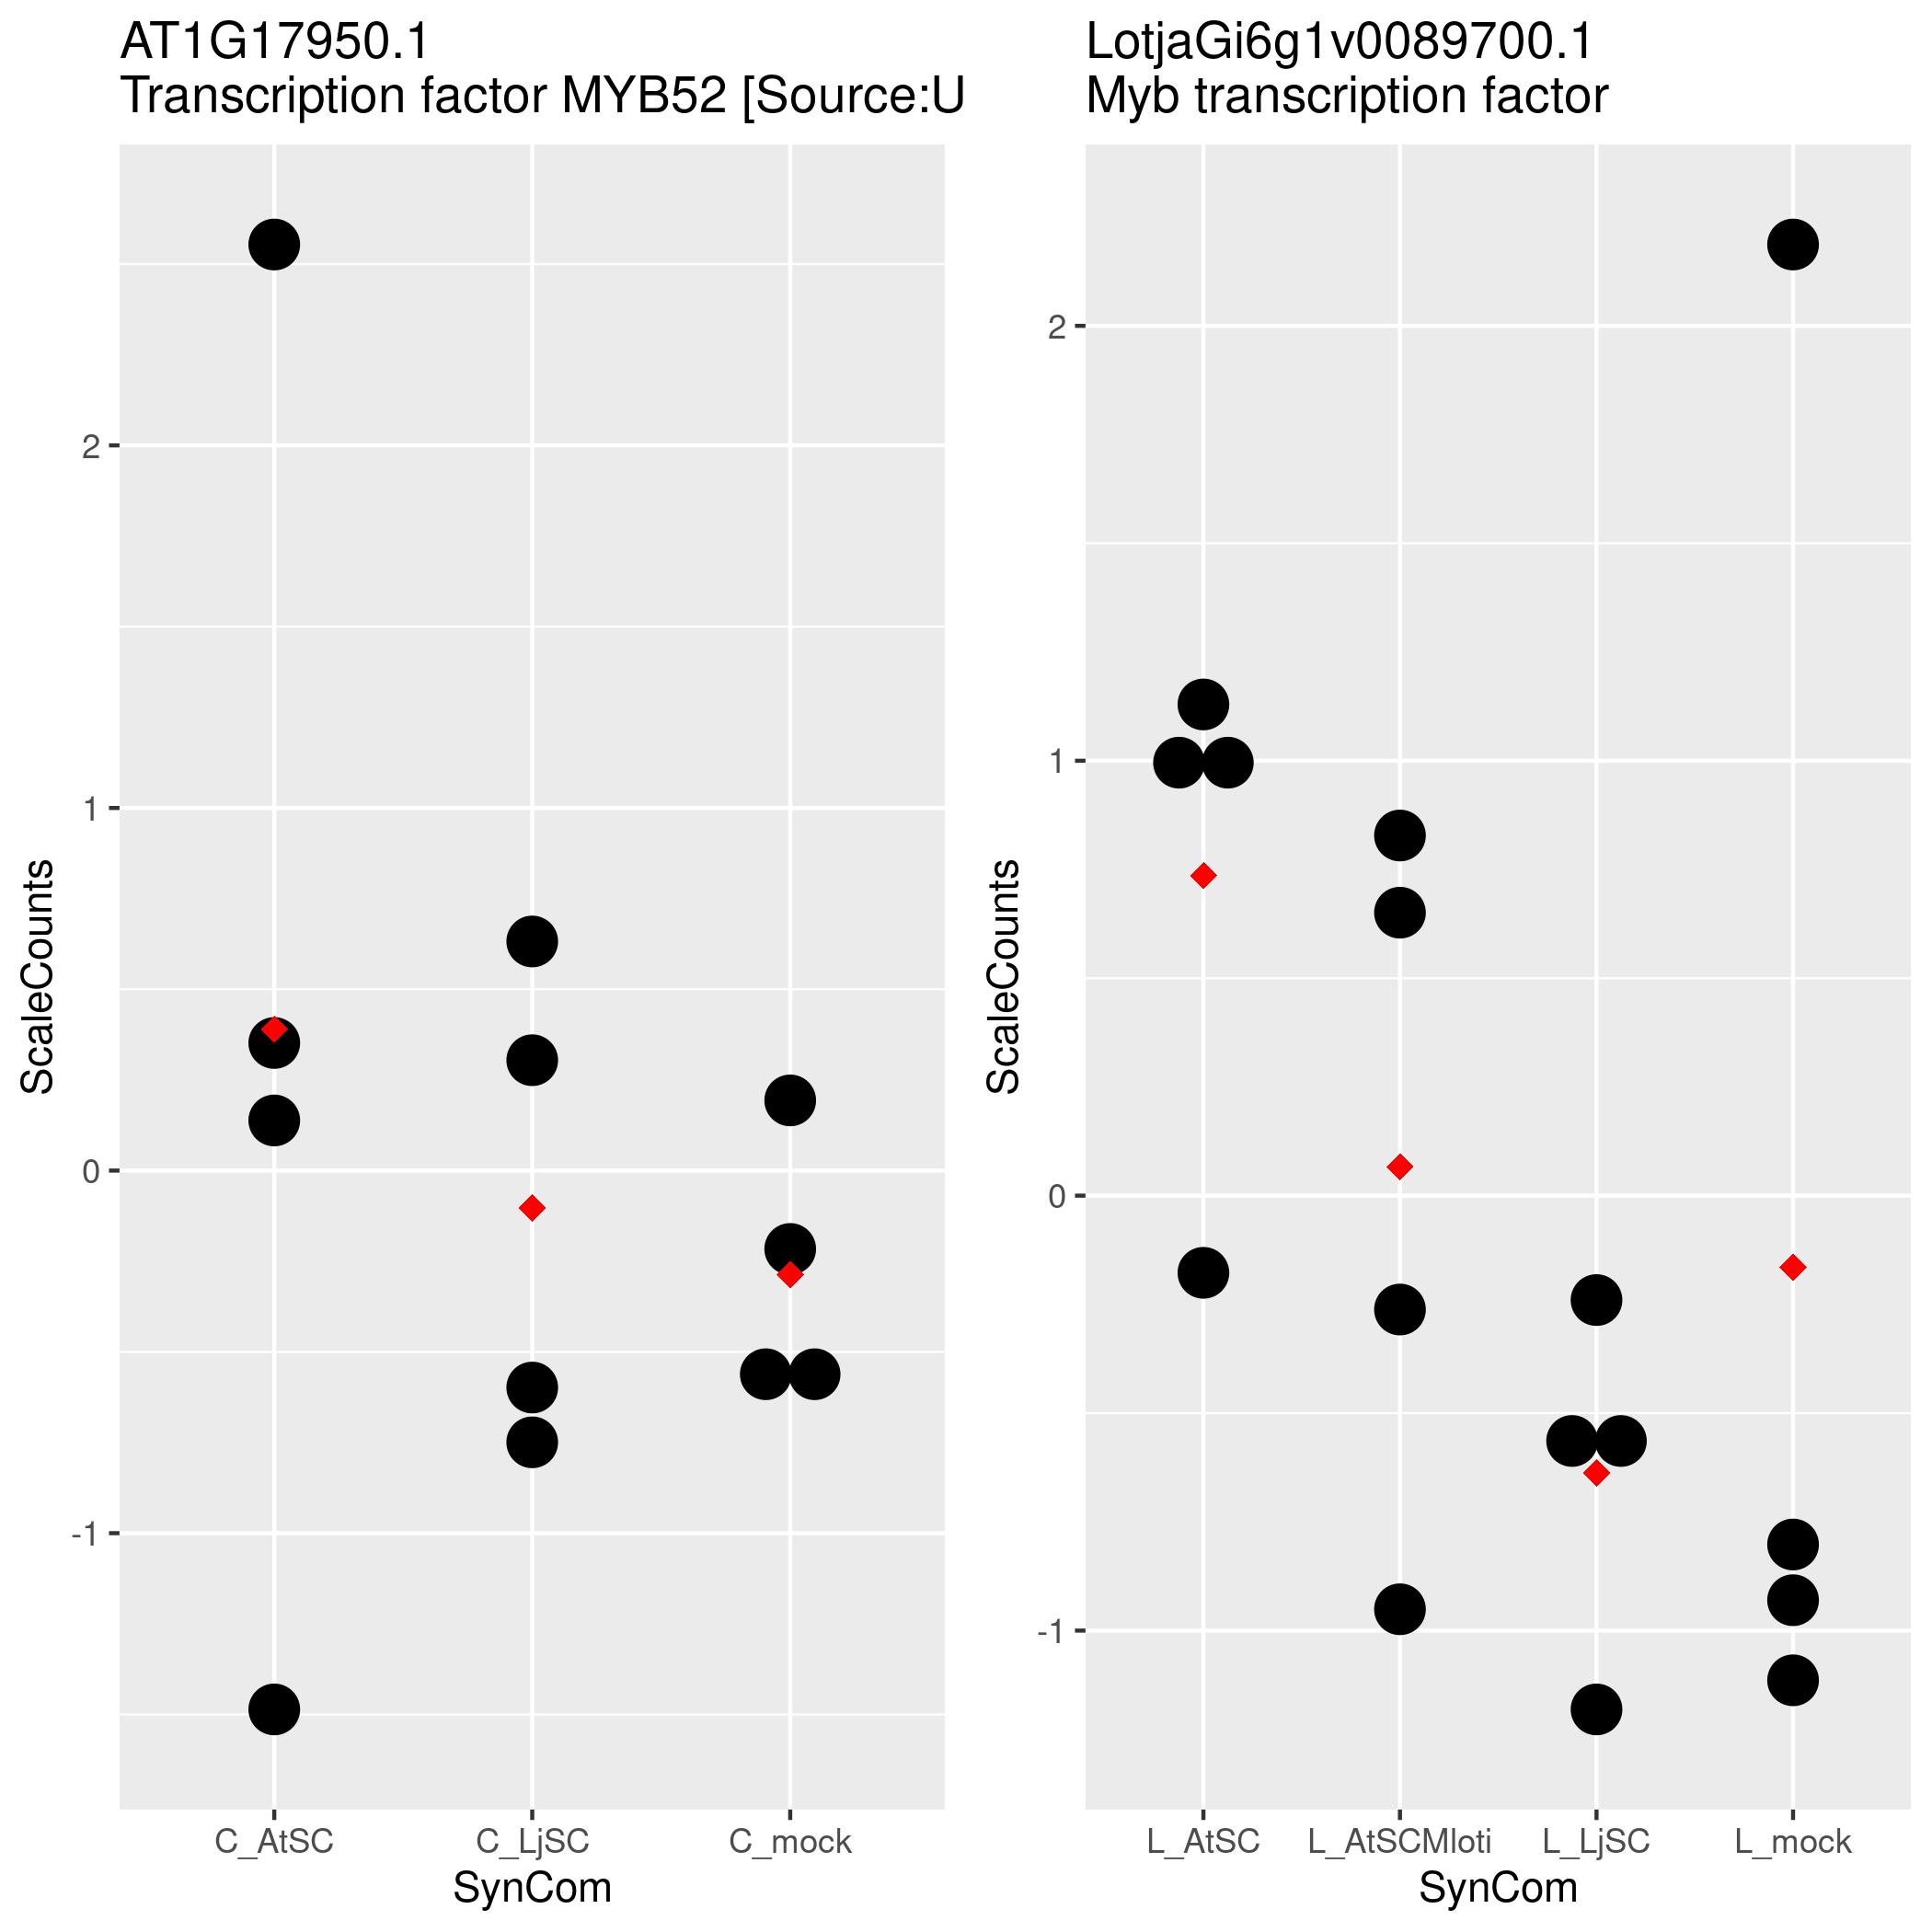 AT1G17950.1
Transcription factor MYB52 [Source:U
ScaleCounts
2
1
0
-1
C_AtSC
C_LjSC
C_mock
SynCom
LotjaGi6g1v0089700.1
Myb transcription factor
ScaleCounts
2
1
0
-1
L_AtSC
L_AtSCMloti
L_LjSC
L_mock
SynCom